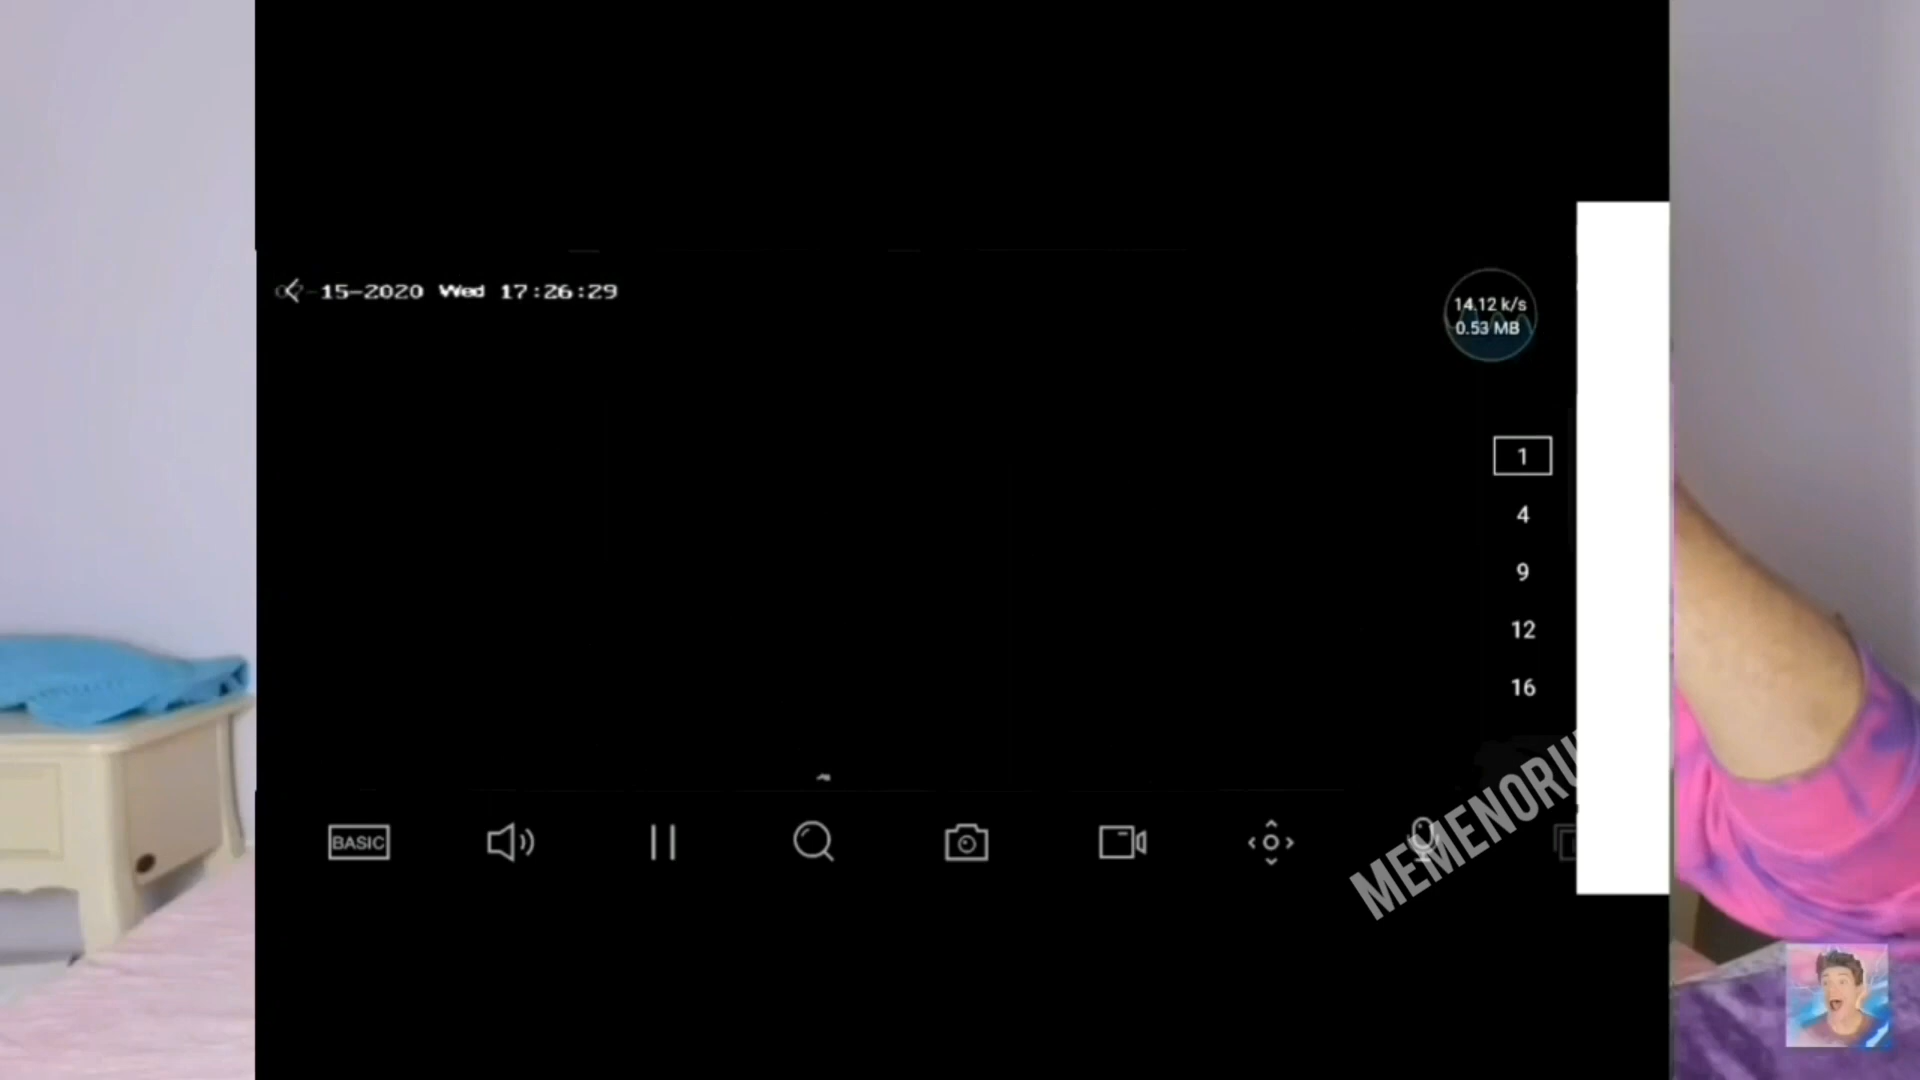 -15-2020 Wed 17:26:29
14.12 k/s
0.53 MB
1
4
9
12
16
BASIC
MEMENORU